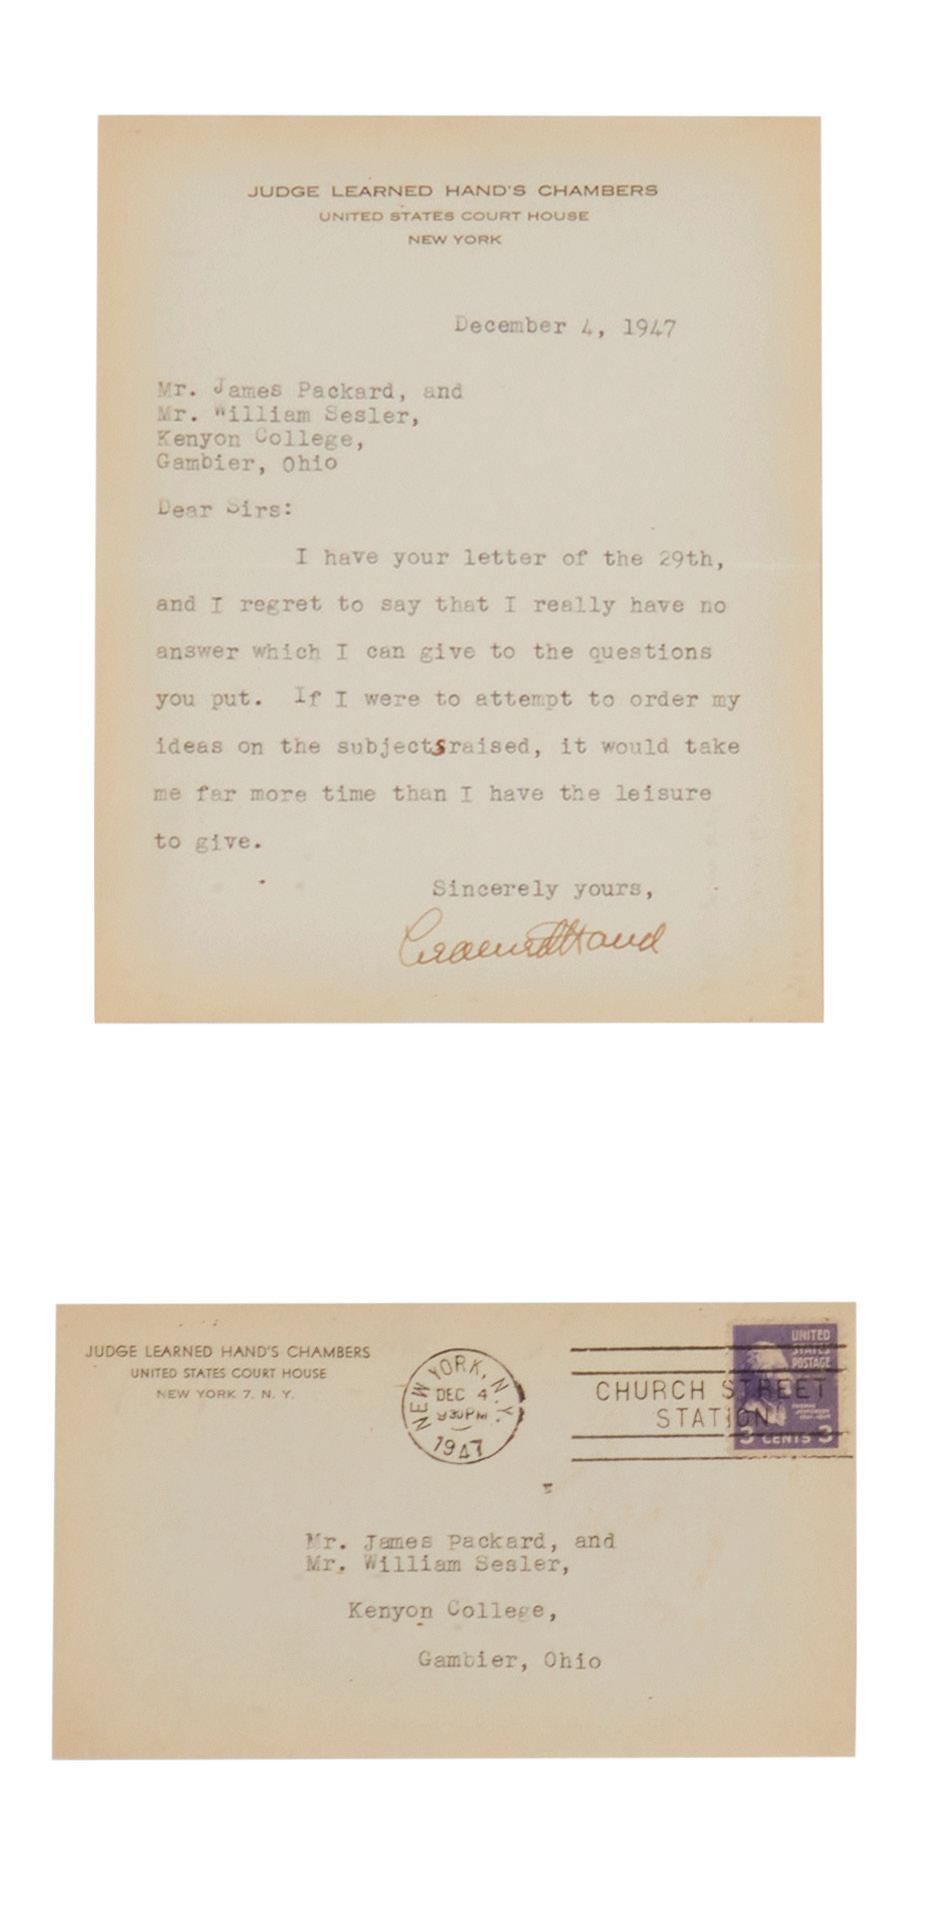 JUDGE LEARNED HAND'S CHAMBERS
UNITED STATES COURT HOUSE
NEW YORK
December 4, 1947
Mr. James Packard, and
Mr. William Sesler,
Kenyon College,
Gambier, Ohio
Dear Sirs:
I have your letter of the 29th,
and I regret to say that I really have no
answer which I can give to the questions
you put. If I were to attempt to order my
ideas on the subjects raised, it would take
me far more time than I have the leisure
to give.
Sincerely yours,
Learned Hand
JUDGE LEARNED HAND'S CHAMBERS
UNITED STATES COURT HOUSE
NEW YORK 7, N. Y.
NEW YORK, N.Y.
DEC 4
9 30 PM
1947
CHURCH STREET
STATION
UNITED
STATES
POSTAGE
3 CENTS 3
Mr. James Packard, and
Mr. William Sesler,
Kenyon College,
Gambier, Ohio